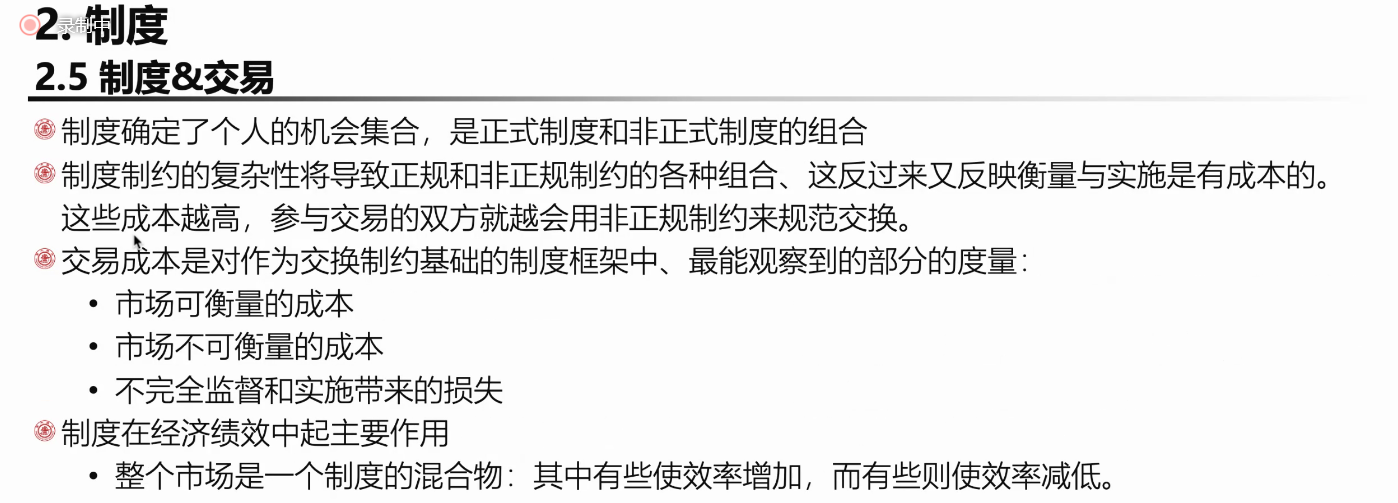 录制中
2. 制度
2.5 制度&交易
制度确定了个人的机会集合，是正式制度和非正式制度的组合
制度制约的复杂性将导致正规和非正规制约的各种组合、这反过来又反映衡量与实施是有成本的。
这些成本越高，参与交易的双方就越会用非正规制约来规范交换。
交易成本是对作为交换制约基础的制度框架中、最能观察到的部分的度量：
• 市场可衡量的成本
• 市场不可衡量的成本
• 不完全监督和实施带来的损失
制度在经济绩效中起主要作用
• 整个市场是一个制度的混合物：其中有些使效率增加，而有些则使效率减低。